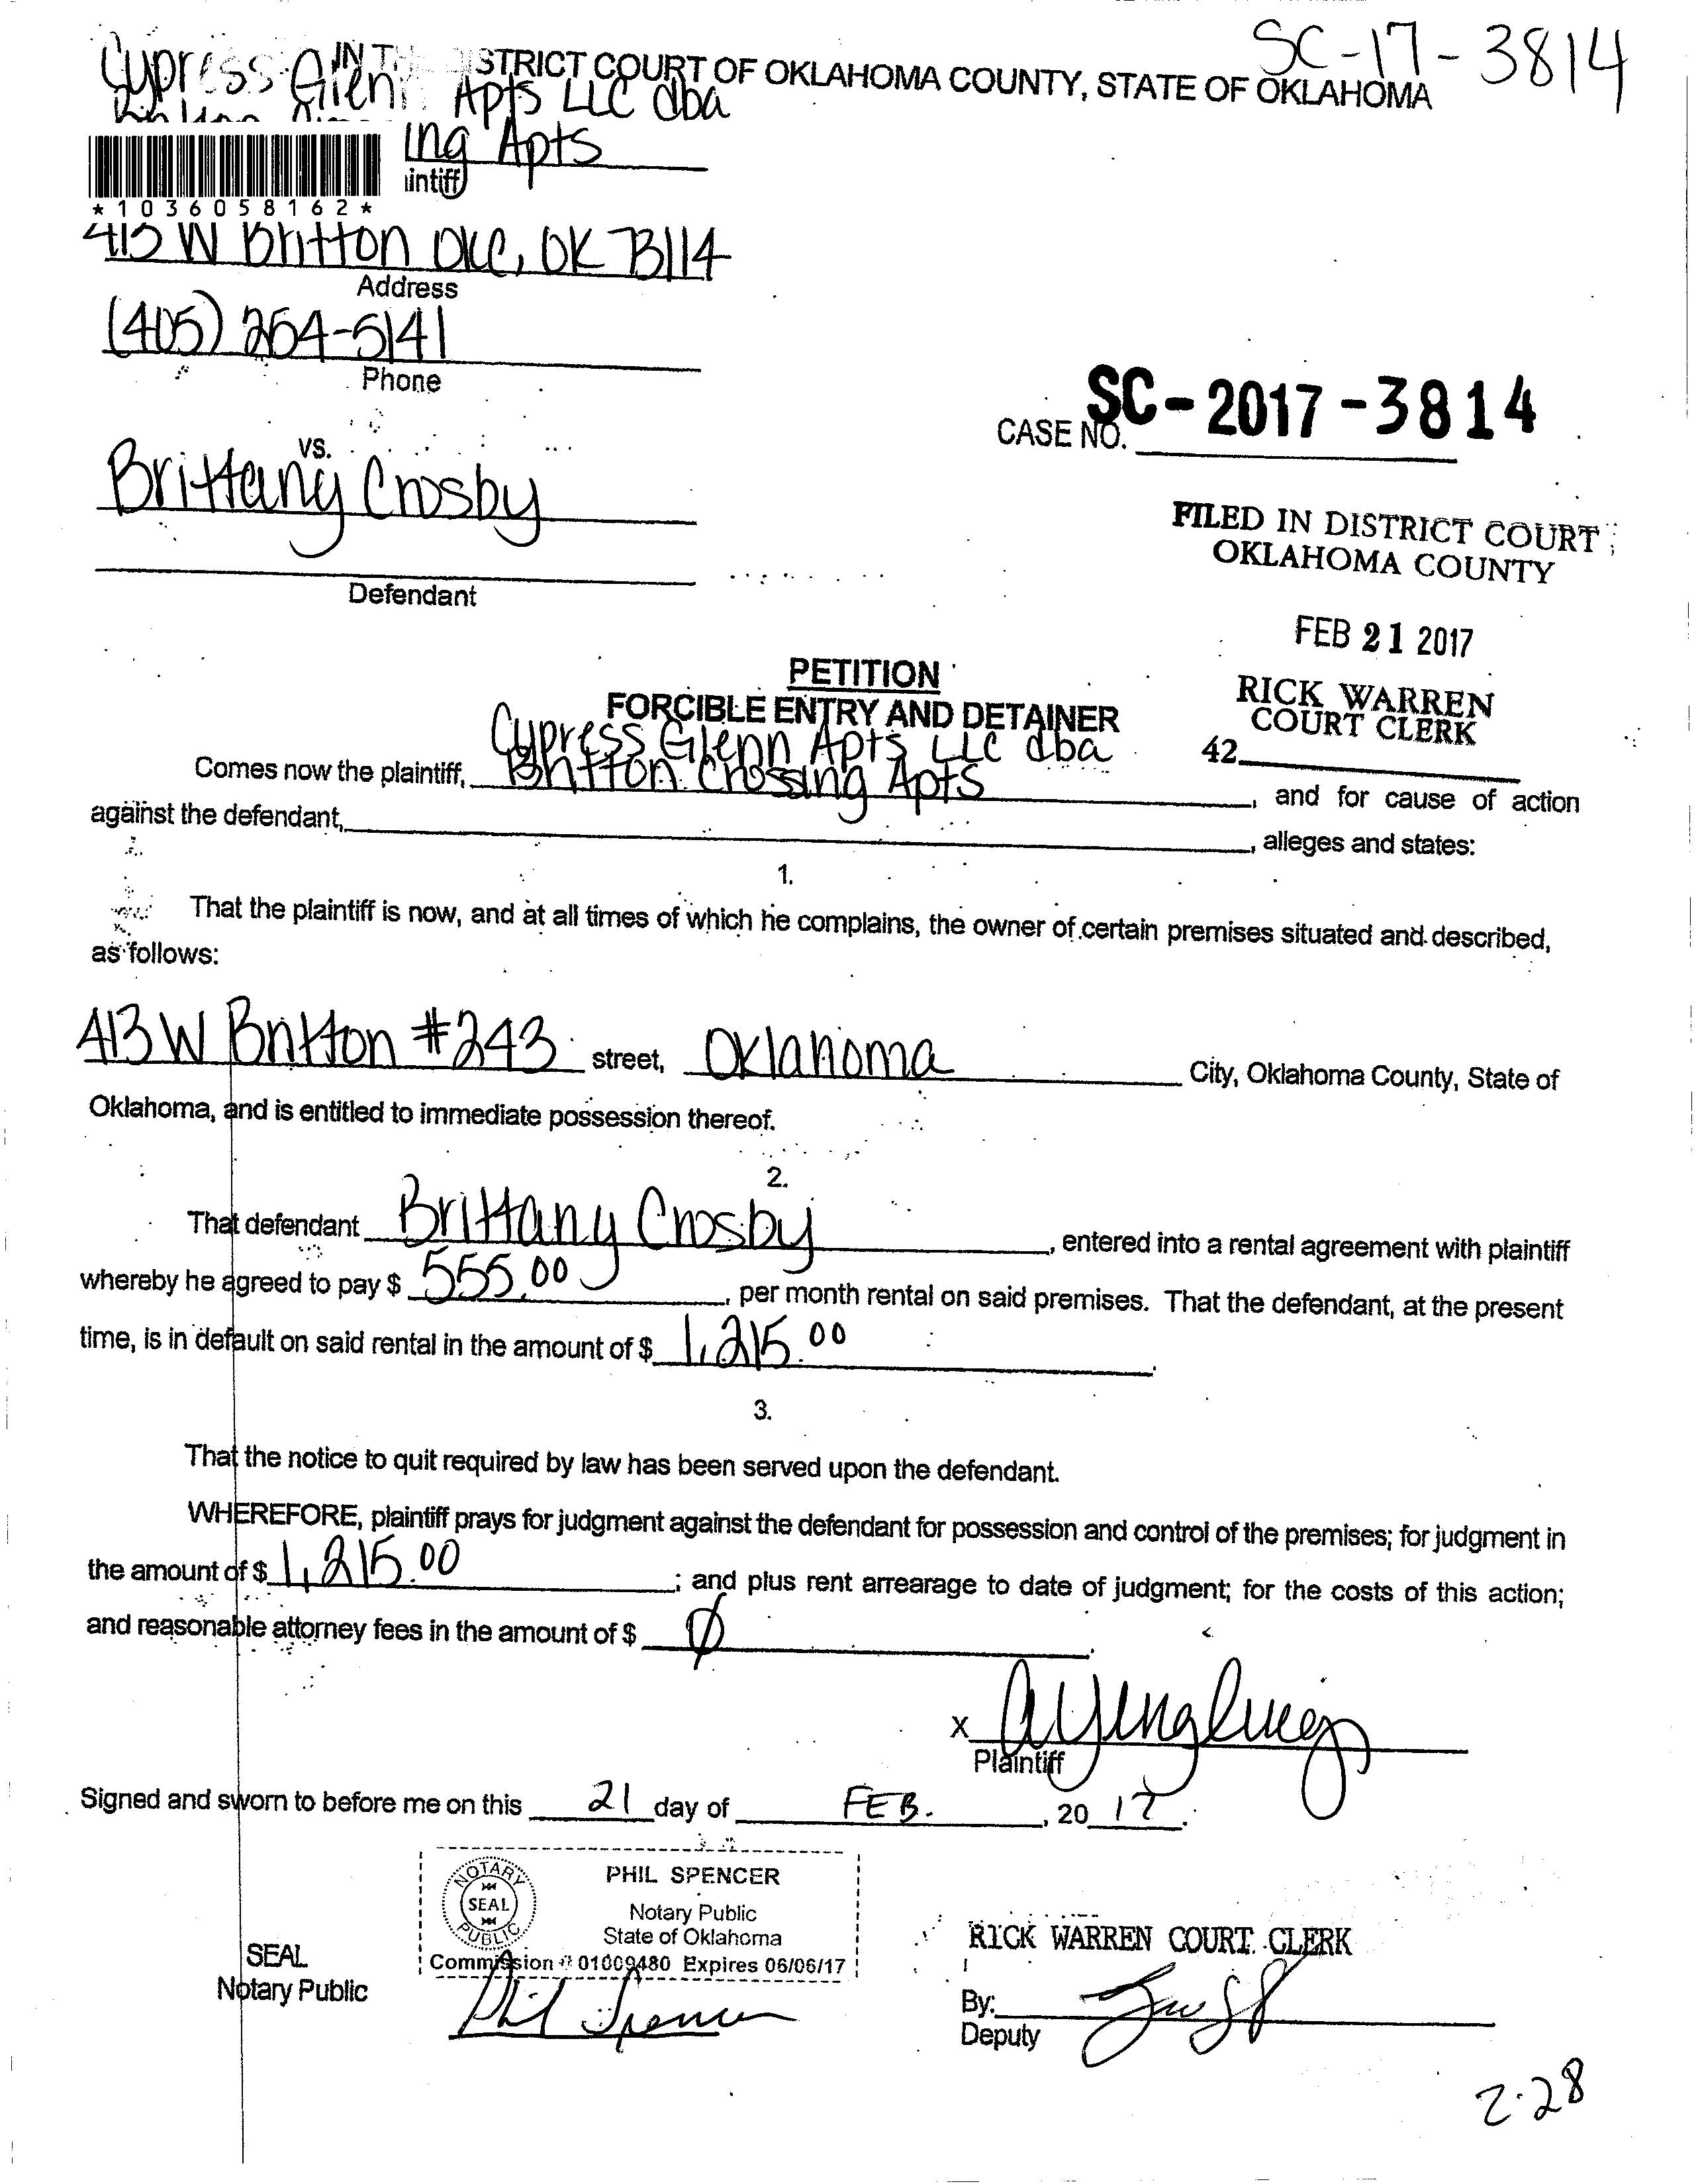 SC-17-3814
IN T STRICT COURT OF OKLAHOMA COUNTY, STATE OF OKLAHOMA
Cypress Glenn Apts LLC dba
ing Apts
intiff
*1036058162*
413 W Britton OKC, OK 73114
Address
(405) 254-5141
Phone
CASE NO. SC-2017-3814
vs.
Brittany Crosby
Defendant
FILED IN DISTRICT COURT
OKLAHOMA COUNTY
FEB 21 2017
RICK WARREN
COURT CLERK
42
PETITION
FORCIBLE ENTRY AND DETAINER
Cypress Glenn Apts LLC dba
Comes now the plaintiff, Britton Crossing Apts, and for cause of action
against the defendant, , alleges and states:
1.
That the plaintiff is now, and at all times of which he complains, the owner of certain premises situated and described,
as follows:
413 W Britton #243 street, Oklahoma City, Oklahoma County, State of
Oklahoma, and is entitled to immediate possession thereof.
2.
That defendant Brittany Crosby, entered into a rental agreement with plaintiff
whereby he agreed to pay $ 555.00, per month rental on said premises. That the defendant, at the present
time, is in default on said rental in the amount of $ 1,215.00.
3.
That the notice to quit required by law has been served upon the defendant.
WHEREFORE, plaintiff prays for judgment against the defendant for possession and control of the premises; for judgment in
the amount of $ 1,215.00; and plus rent arrearage to date of judgment; for the costs of this action;
and reasonable attorney fees in the amount of $ ∅.
X
Plaintiff
Signed and sworn to before me on this 21 day of FEB., 20 17.
NOTARY PUBLIC
SEAL
PHIL SPENCER
Notary Public
State of Oklahoma
Commission # 01009480 Expires 06/06/17
SEAL
Notary Public
Phil Spencer
RICK WARREN COURT CLERK
By:
Deputy
2-28